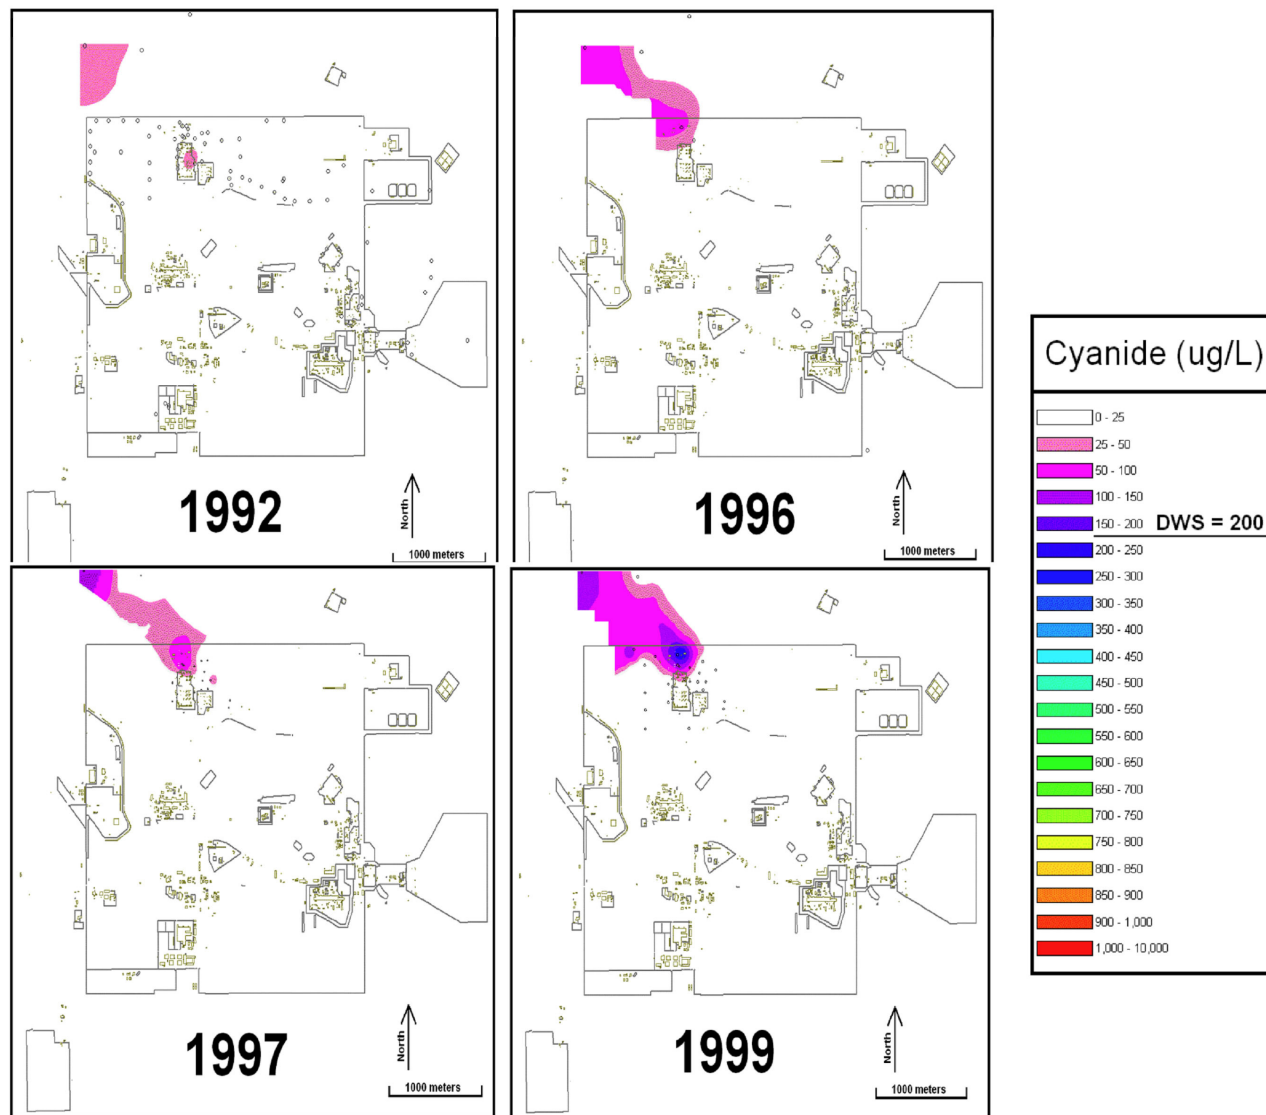 1992
North
1000 meters
1996
North
1000 meters
1997
North
1000 meters
1999
North
1000 meters
Cyanide (ug/L)
0 - 25
25 - 50
50 - 100
100 - 150
150 - 200 DWS = 200
200 - 250
250 - 300
300 - 350
350 - 400
400 - 450
450 - 500
500 - 550
550 - 600
600 - 650
650 - 700
700 - 750
750 - 800
800 - 850
850 - 900
900 - 1,000
1,000 - 10,000